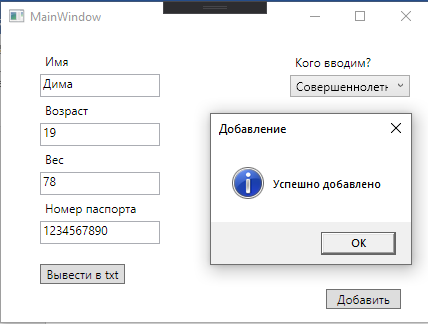 MainWindow
Имя
Дима
Возраст
19
Вес
78
Номер паспорта
1234567890
Вывести в txt
Кого вводим?
Совершеннолетн
Добавление
Успешно добавлено
OK
Добавить